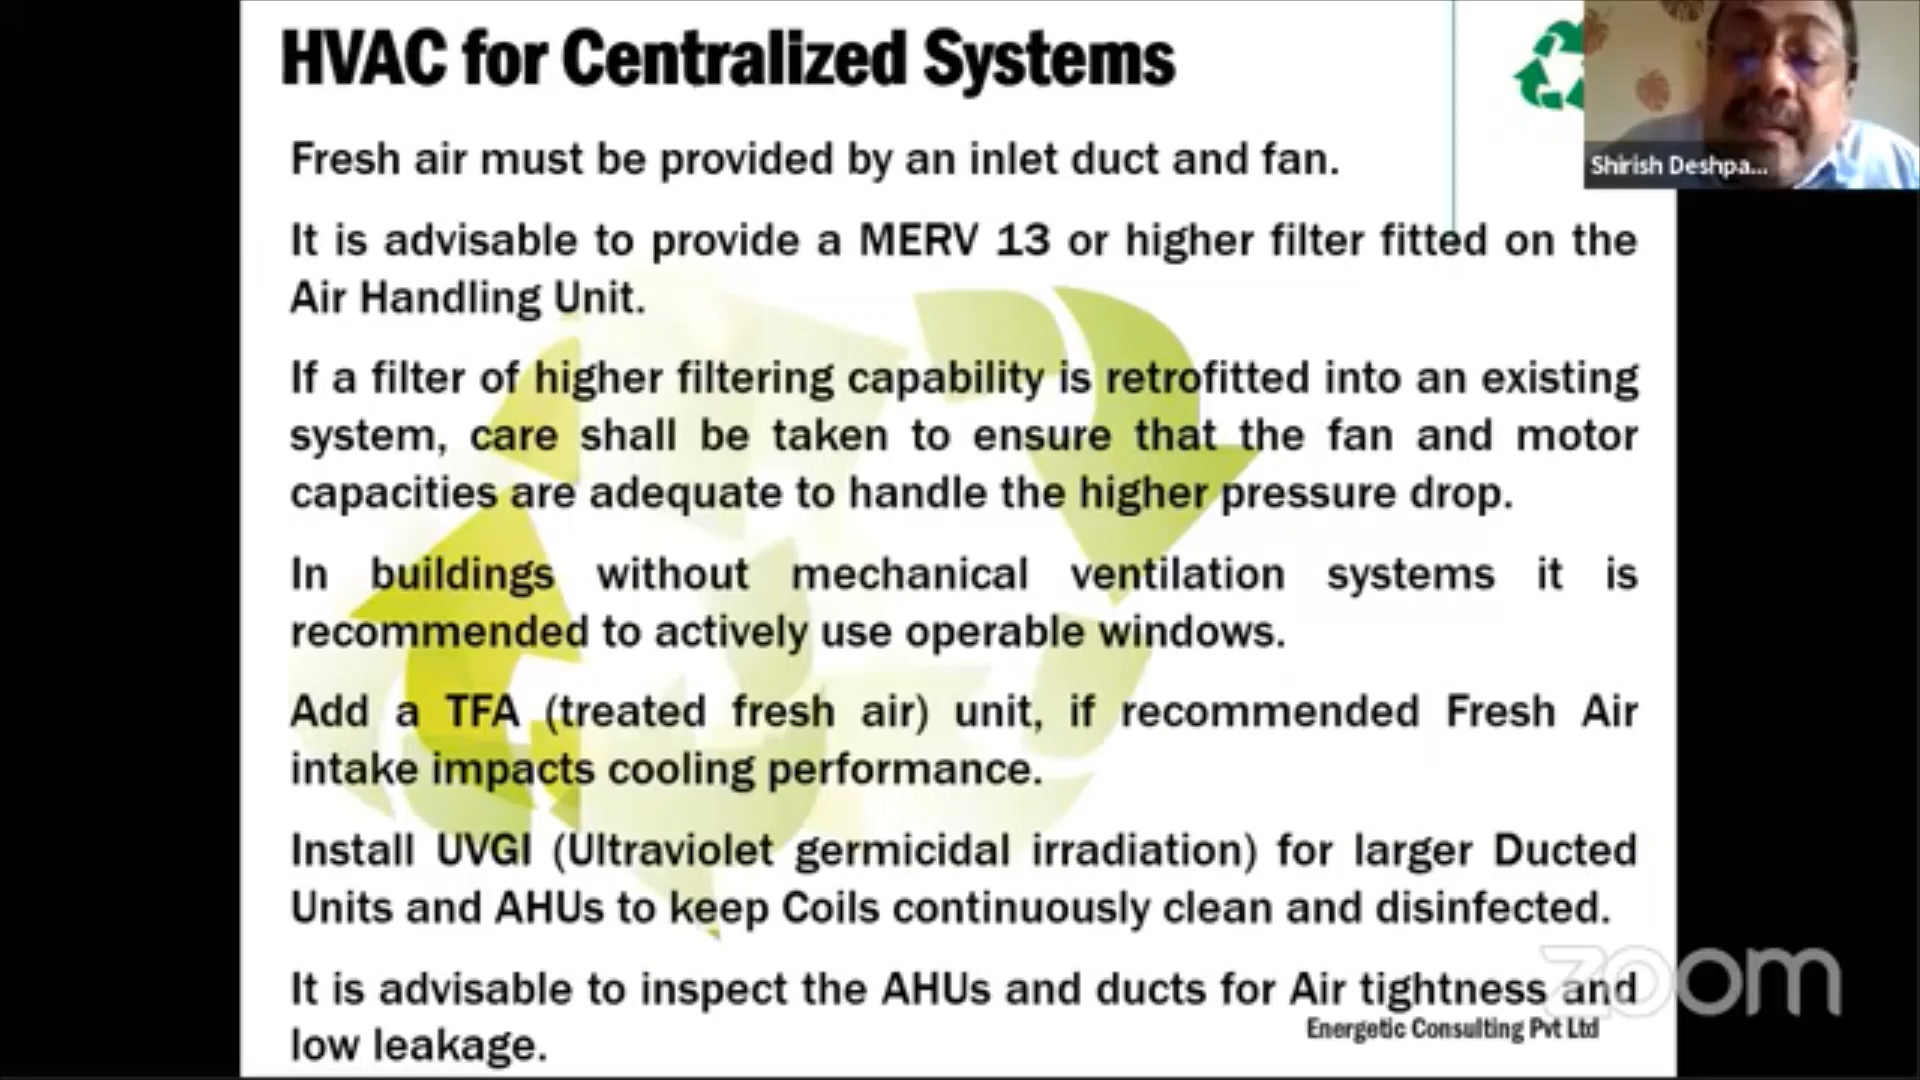 HVAC for Centralized Systems
Shirish Deshpa...
Fresh air must be provided by an inlet duct and fan.
It is advisable to provide a MERV 13 or higher filter fitted on the
Air Handling Unit.
If a filter of higher filtering capability is retrofitted into an existing
system, care shall be taken to ensure that the fan and motor
capacities are adequate to handle the higher pressure drop.
In buildings without mechanical ventilation systems it is
recommended to actively use operable windows.
Add a TFA (treated fresh air) unit, if recommended Fresh Air
intake impacts cooling performance.
Install UVGI (Ultraviolet germicidal irradiation) for larger Ducted
Units and AHUs to keep Coils continuously clean and disinfected.
It is advisable to inspect the AHUs and ducts for Air tightness and
low leakage.
Energetic Consulting Pvt Ltd
zoom